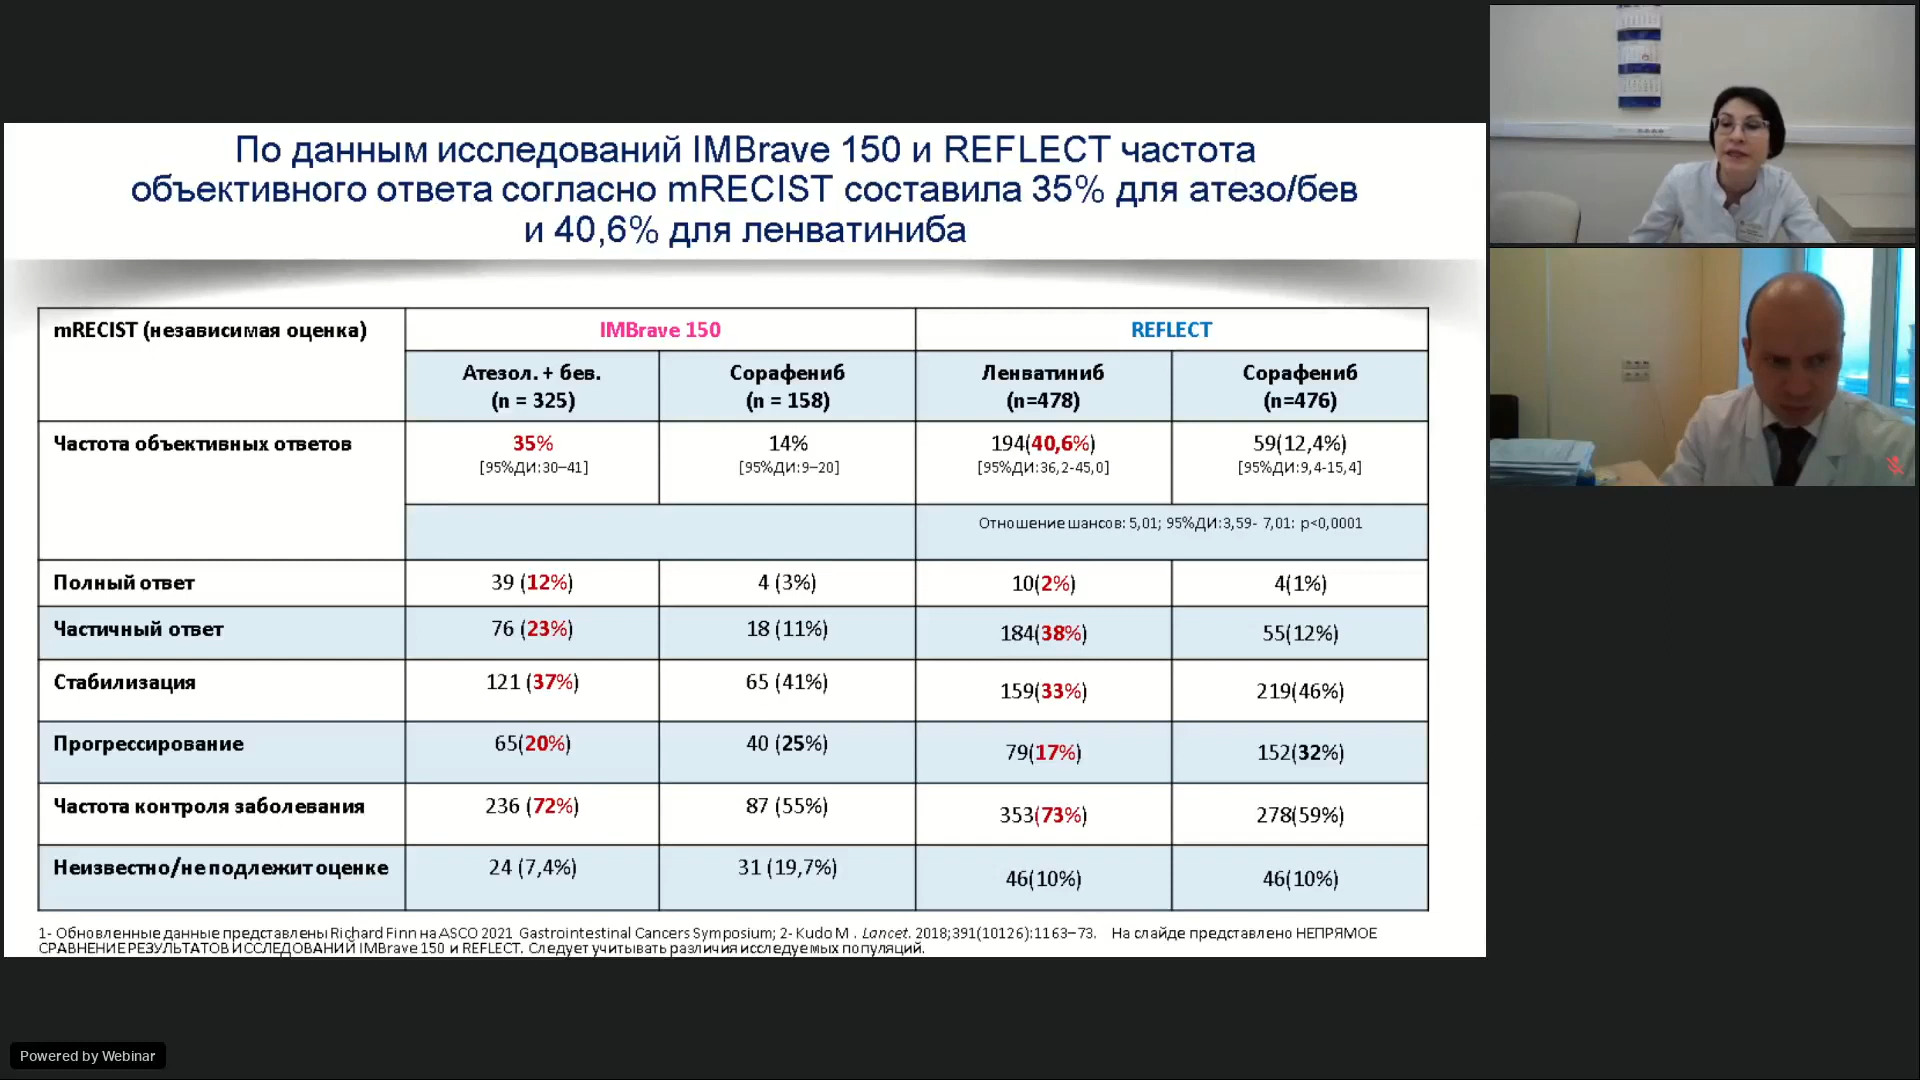 По данным исследований IMBrave 150 и REFLECT частота
объективного ответа согласно mRECIST составила 35% для атезо/бев
и 40,6% для ленватиниба
mRECIST (независимая оценка)
IMBrave 150
REFLECT
Атезол. + бев.
(n = 325)
Сорафениб
(n = 158)
Ленватиниб
(n=478)
Сорафениб
(n=476)
Частота объективных ответов
35%
[95%ДИ:30–41]
14%
[95%ДИ:9–20]
194(40,6%)
[95%ДИ:36,2-45,0]
59(12,4%)
[95%ДИ:9,4-15,4]
Отношение шансов: 5,01; 95%ДИ:3,59- 7,01: p<0,0001
Полный ответ
39 (12%)
4 (3%)
10(2%)
4(1%)
Частичный ответ
76 (23%)
18 (11%)
184(38%)
55(12%)
Стабилизация
121 (37%)
65 (41%)
159(33%)
219(46%)
Прогрессирование
65(20%)
40 (25%)
79(17%)
152(32%)
Частота контроля заболевания
236 (72%)
87 (55%)
353(73%)
278(59%)
Неизвестно/не подлежит оценке
24 (7,4%)
31 (19,7%)
46(10%)
46(10%)
1- Обновленные данные представлены Richard Finn на ASCO 2021 Gastrointestinal Cancers Symposium; 2- Kudo M . Lancet. 2018;391(10126):1163–73. На слайде представлено НЕПРЯМОЕ
СРАВНЕНИЕ РЕЗУЛЬТАТОВ ИССЛЕДОВАНИЙ IMBrave 150 и REFLECT. Следует учитывать различия исследуемых популяций.
Powered by Webinar